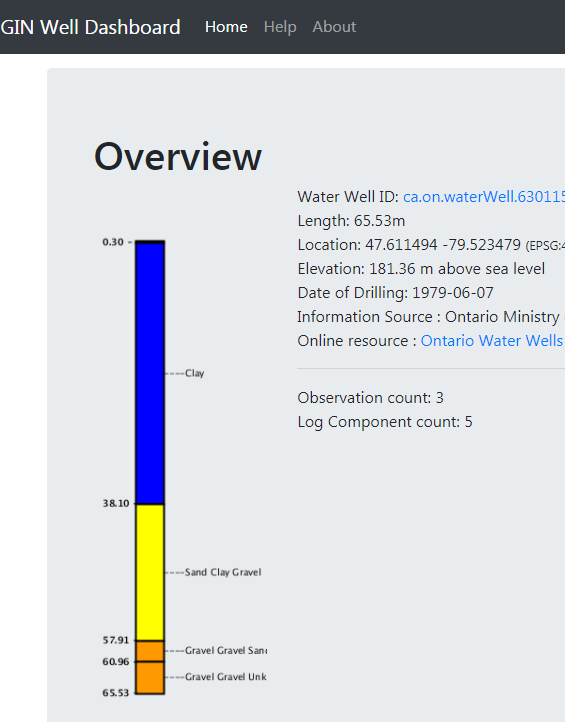 GIN Well Dashboard Home Help About
Overview
Water Well ID: ca.on.waterWell.630115
Length: 65.53m
Location: 47.611494 -79.523479 (EPSG:4
Elevation: 181.36 m above sea level
Date of Drilling: 1979-06-07
Information Source : Ontario Ministry
Online resource : Ontario Water Wells
Observation count: 3
Log Component count: 5
0.30
Clay
38.10
Sand Clay Gravel
57.91
Gravel Gravel Sand
60.96
Gravel Gravel Unk
65.53